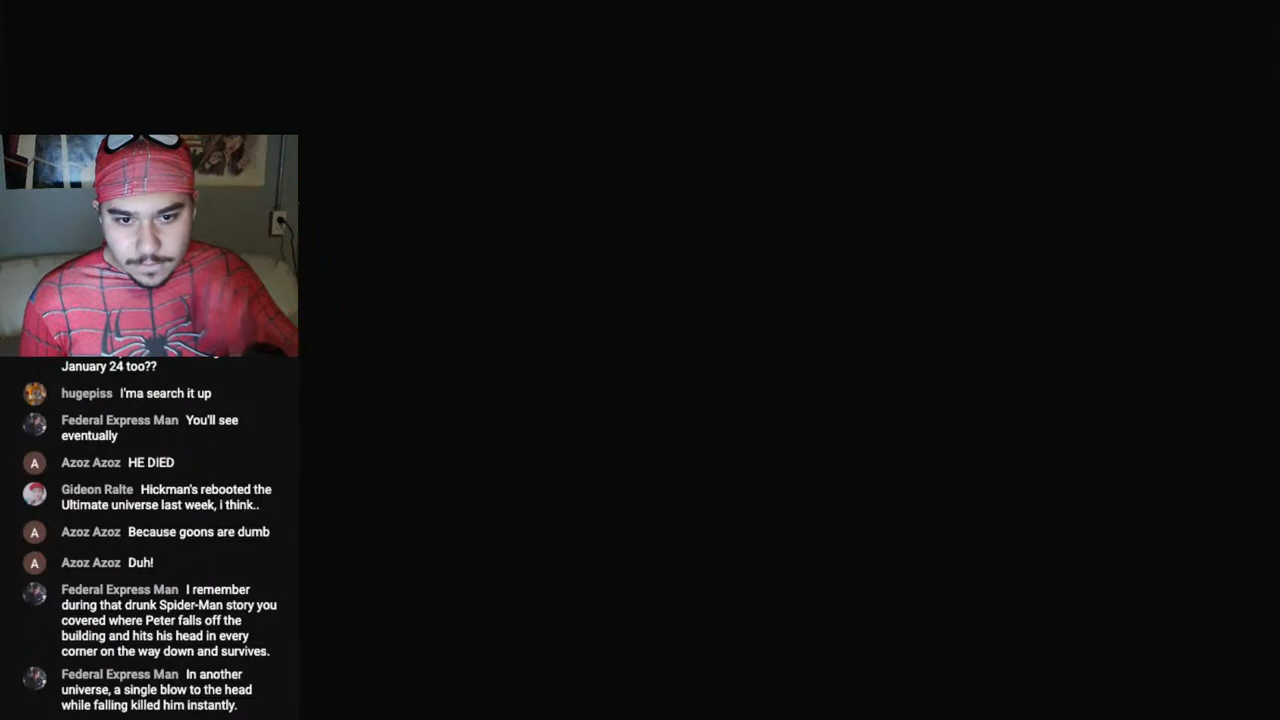 January 24 too??
hugepiss I'ma search it up
Federal Express Man You'll see
eventually
A Azoz Azoz HE DIED
Gideon Ralte Hickman's rebooted the
Ultimate universe last week, i think..
A Azoz Azoz Because goons are dumb
A Azoz Azoz Duh!
Federal Express Man I remember
during that drunk Spider-Man story you
covered where Peter falls off the
building and hits his head in every
corner on the way down and survives.
Federal Express Man In another
universe, a single blow to the head
while falling killed him instantly.